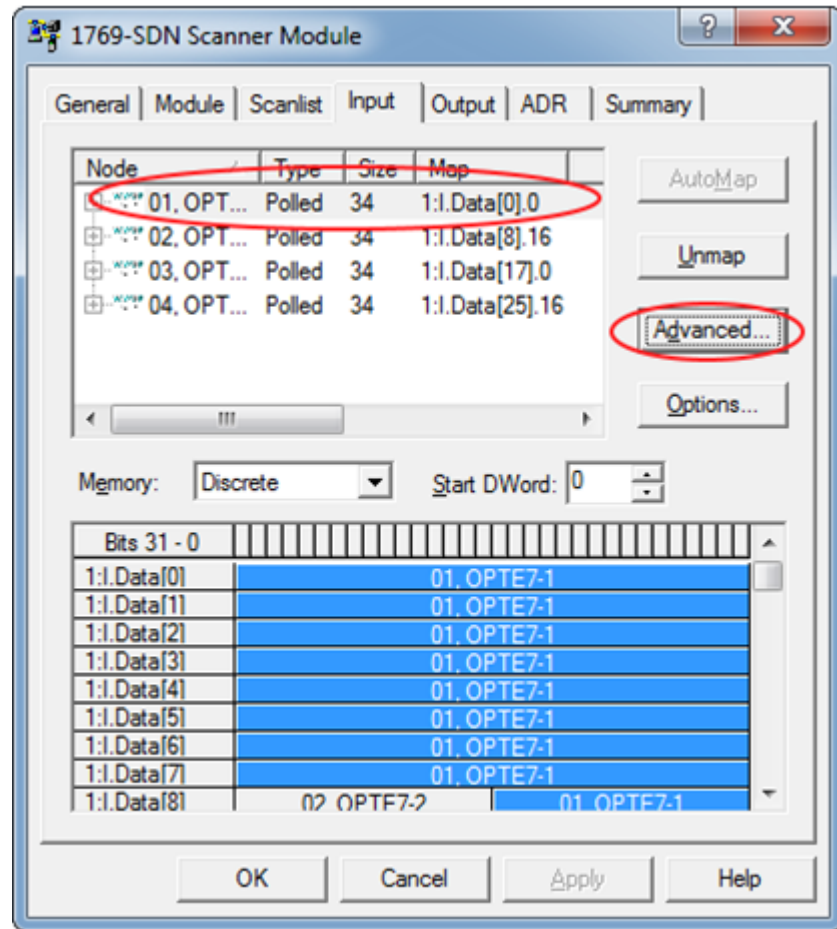 1769-SDN Scanner Module
General Module Scanlist Input Output ADR Summary
Node Type Size Map
01, OPT... Polled 34 1:I.Data[0].0
02, OPT... Polled 34 1:I.Data[8].16
03, OPT... Polled 34 1:I.Data[17].0
04, OPT... Polled 34 1:I.Data[25].16
AutoMap
Unmap
Advanced...
Options...
Memory: Discrete Start DWord: 0
Bits 31 - 0
1:I.Data[0] 01, OPTE7-1
1:I.Data[1] 01, OPTE7-1
1:I.Data[2] 01, OPTE7-1
1:I.Data[3] 01, OPTE7-1
1:I.Data[4] 01, OPTE7-1
1:I.Data[5] 01, OPTE7-1
1:I.Data[6] 01, OPTE7-1
1:I.Data[7] 01, OPTE7-1
1:I.Data[8] 02, OPTE7-2 01, OPTE7-1
OK Cancel Apply Help